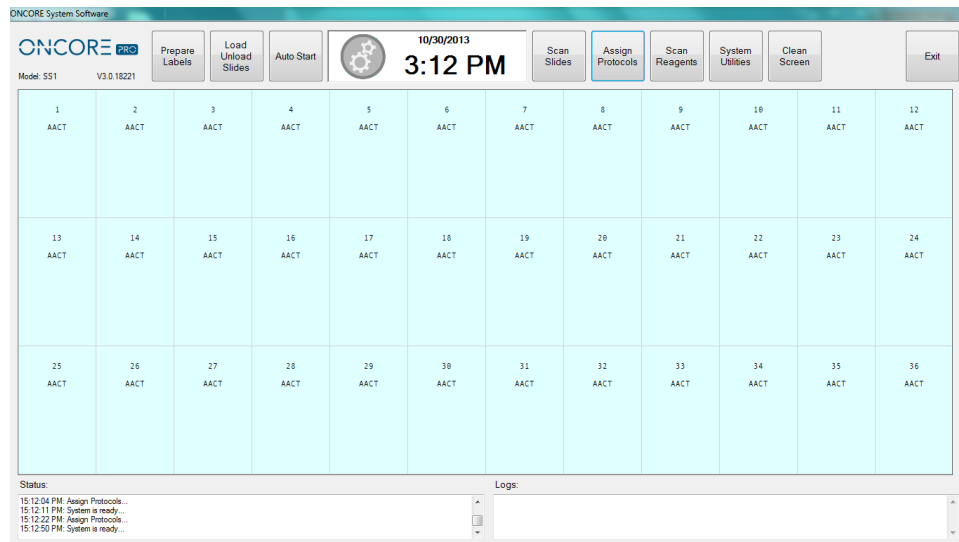 ONCORE System Software
ONCORE PRO
Model: SS1 V3.0.18221
Prepare
Labels
Load
Unload
Slides
Auto Start
10/30/2013
3:12 PM
Scan
Slides
Assign
Protocols
Scan
Reagents
System
Utilities
Clean
Screen
Exit
1 2 3 4 5 6 7 8 9 10 11 12
AACT AACT AACT AACT AACT AACT AACT AACT AACT AACT AACT AACT
13 14 15 16 17 18 19 20 21 22 23 24
AACT AACT AACT AACT AACT AACT AACT AACT AACT AACT AACT AACT
25 26 27 28 29 30 31 32 33 34 35 36
AACT AACT AACT AACT AACT AACT AACT AACT AACT AACT AACT AACT
Status:
15:12:04 PM: Assign Protocols...
15:12:11 PM: System is ready...
15:12:22 PM: Assign Protocols...
15:12:50 PM: System is ready...
Logs: